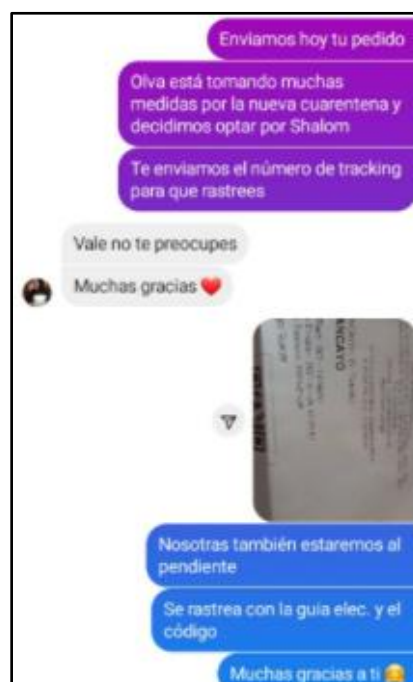 Enviamos hoy tu pedido
Olva está tomando muchas
medidas por la nueva cuarentena y
decidimos optar por Shalom
Te enviamos el número de tracking
para que rastrees
Vale no te preocupes
Muchas gracias ❤️
ANCAYO
Nosotras también estaremos al
pendiente
Se rastrea con la guia elec. y el
código
Muchas gracias a ti 🤗